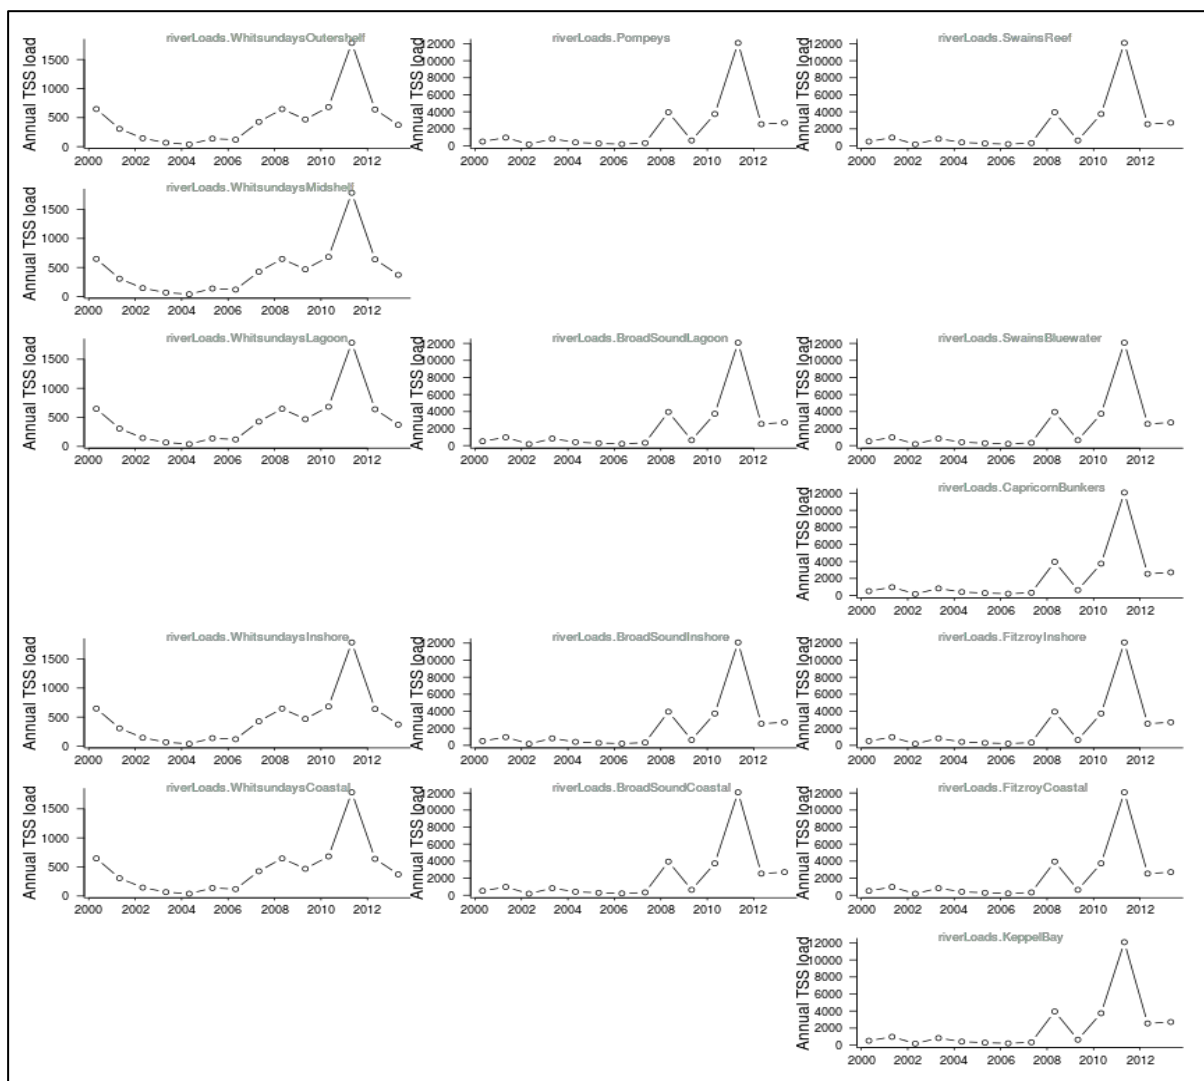 riverLoads.WhitsundaysOutershelf
Annual TSS load
1500
1000
500
0
2000 2002 2004 2006 2008 2010 2012
riverLoads.Pompeys
Annual TSS load
12000
10000
8000
6000
4000
2000
0
2000 2002 2004 2006 2008 2010 2012
riverLoads.SwainsReef
Annual TSS load
12000
10000
8000
6000
4000
2000
0
2000 2002 2004 2006 2008 2010 2012
riverLoads.WhitsundaysMidshelf
Annual TSS load
1500
1000
500
0
2000 2002 2004 2006 2008 2010 2012
riverLoads.WhitsundaysLagoon
Annual TSS load
1500
1000
500
0
2000 2002 2004 2006 2008 2010 2012
riverLoads.BroadSoundLagoon
Annual TSS load
12000
10000
8000
6000
4000
2000
0
2000 2002 2004 2006 2008 2010 2012
riverLoads.SwainsBluewater
Annual TSS load
12000
10000
8000
6000
4000
2000
0
2000 2002 2004 2006 2008 2010 2012
riverLoads.CapricornBunkers
Annual TSS load
12000
10000
8000
6000
4000
2000
0
2000 2002 2004 2006 2008 2010 2012
riverLoads.WhitsundaysInshore
Annual TSS load
1500
1000
500
0
2000 2002 2004 2006 2008 2010 2012
riverLoads.BroadSoundInshore
Annual TSS load
12000
10000
8000
6000
4000
2000
0
2000 2002 2004 2006 2008 2010 2012
riverLoads.FitzroyInshore
Annual TSS load
12000
10000
8000
6000
4000
2000
0
2000 2002 2004 2006 2008 2010 2012
riverLoads.WhitsundaysCoastal
Annual TSS load
1500
1000
500
0
2000 2002 2004 2006 2008 2010 2012
riverLoads.BroadSoundCoastal
Annual TSS load
12000
10000
8000
6000
4000
2000
0
2000 2002 2004 2006 2008 2010 2012
riverLoads.FitzroyCoastal
Annual TSS load
12000
10000
8000
6000
4000
2000
0
2000 2002 2004 2006 2008 2010 2012
riverLoads.KeppelBay
Annual TSS load
12000
10000
8000
6000
4000
2000
0
2000 2002 2004 2006 2008 2010 2012